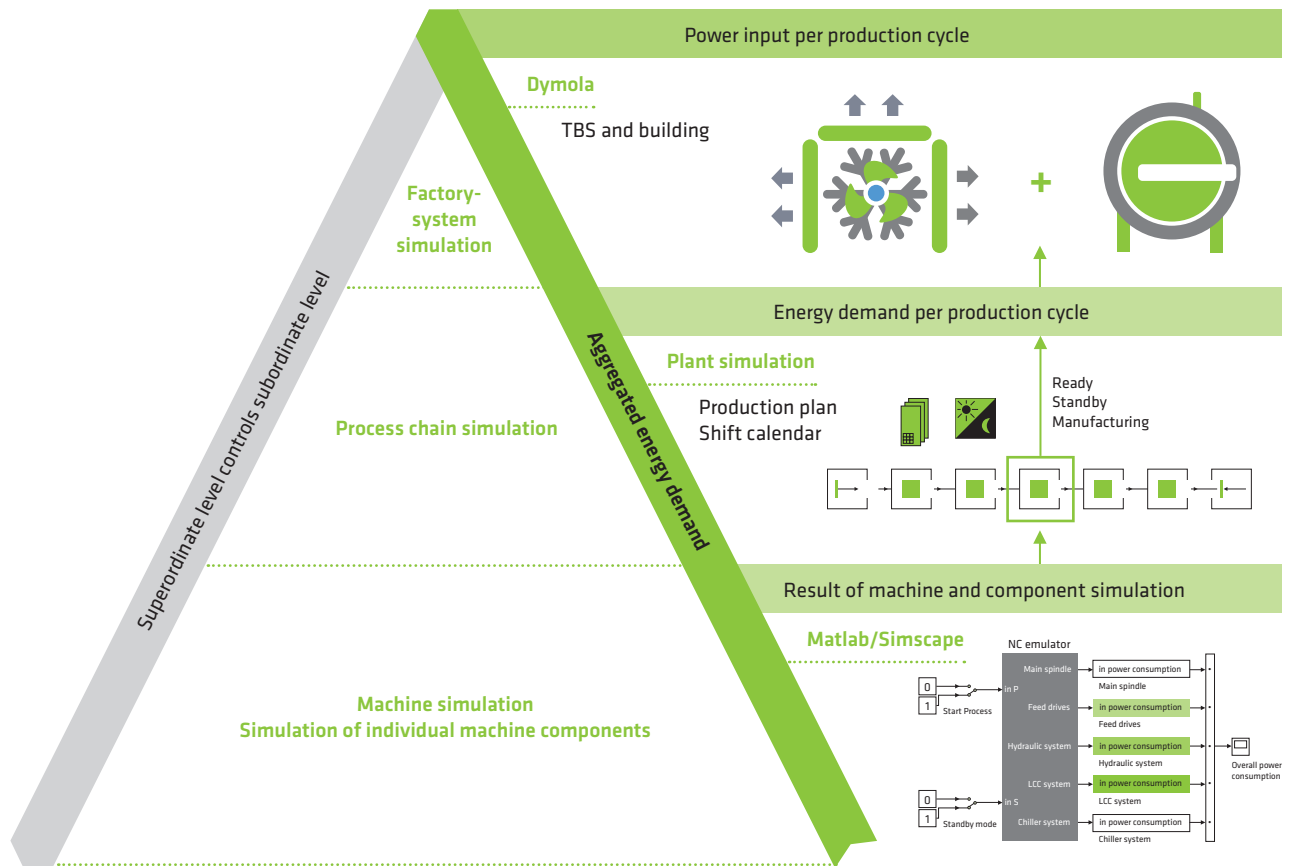 Power input per production cycle
Dymola
TBS and building
+
Factory-
system
simulation
Superordinate level controls subordinate level
Aggregated energy demand
Energy demand per production cycle
Plant simulation
Production plan
Shift calendar
Ready
Standby
Manufacturing
Process chain simulation
Result of machine and component simulation
Matlab/Simscape
Machine simulation
Simulation of individual machine components
NC emulator
0
1
Start Process
in P
0
1
Standby mode
in S
Main spindle
in power consumption
Main spindle
Feed drives
in power consumption
Feed drives
Hydraulic system
in power consumption
Hydraulic system
LCC system
in power consumption
LCC system
Chiller system
in power consumption
Chiller system
Overall power
consumption